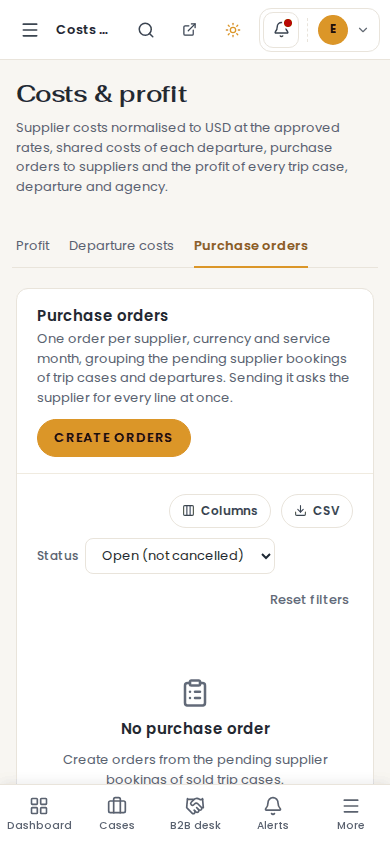 Costs …
E
Costs & profit
Supplier costs normalised to USD at the approved
rates, shared costs of each departure, purchase
orders to suppliers and the profit of every trip case,
departure and agency.
Profit Departure costs Purchase orders
Purchase orders
One order per supplier, currency and service
month, grouping the pending supplier bookings
of trip cases and departures. Sending it asks the
supplier for every line at once.
CREATE ORDERS
Columns CSV
Status Open (not cancelled)
Reset filters
No purchase order
Create orders from the pending supplier
bookings of sold trip cases.
Dashboard Cases B2B desk Alerts More